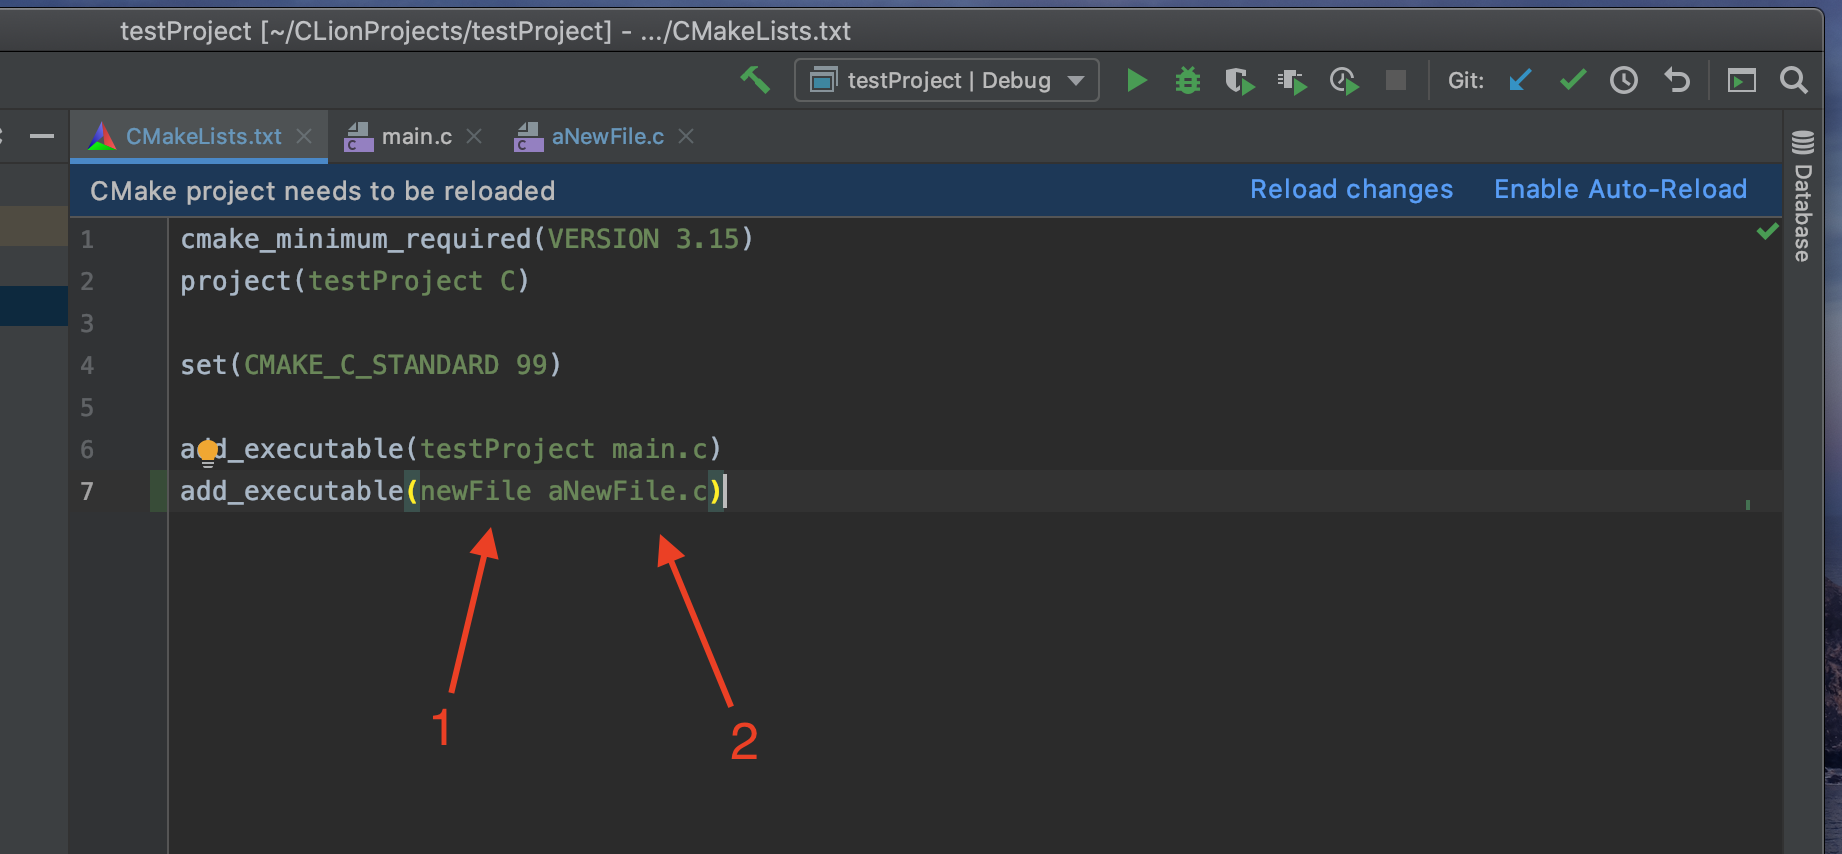 testProject [~/CLionProjects/testProject] - .../CMakeLists.txt
testProject | Debug
Git:
CMakeLists.txt
main.c
aNewFile.c
CMake project needs to be reloaded
Reload changes
Enable Auto-Reload
Database
1 cmake_minimum_required(VERSION 3.15)
2 project(testProject C)
3
4 set(CMAKE_C_STANDARD 99)
5
6 add_executable(testProject main.c)
7 add_executable(newFile aNewFile.c)
1
2